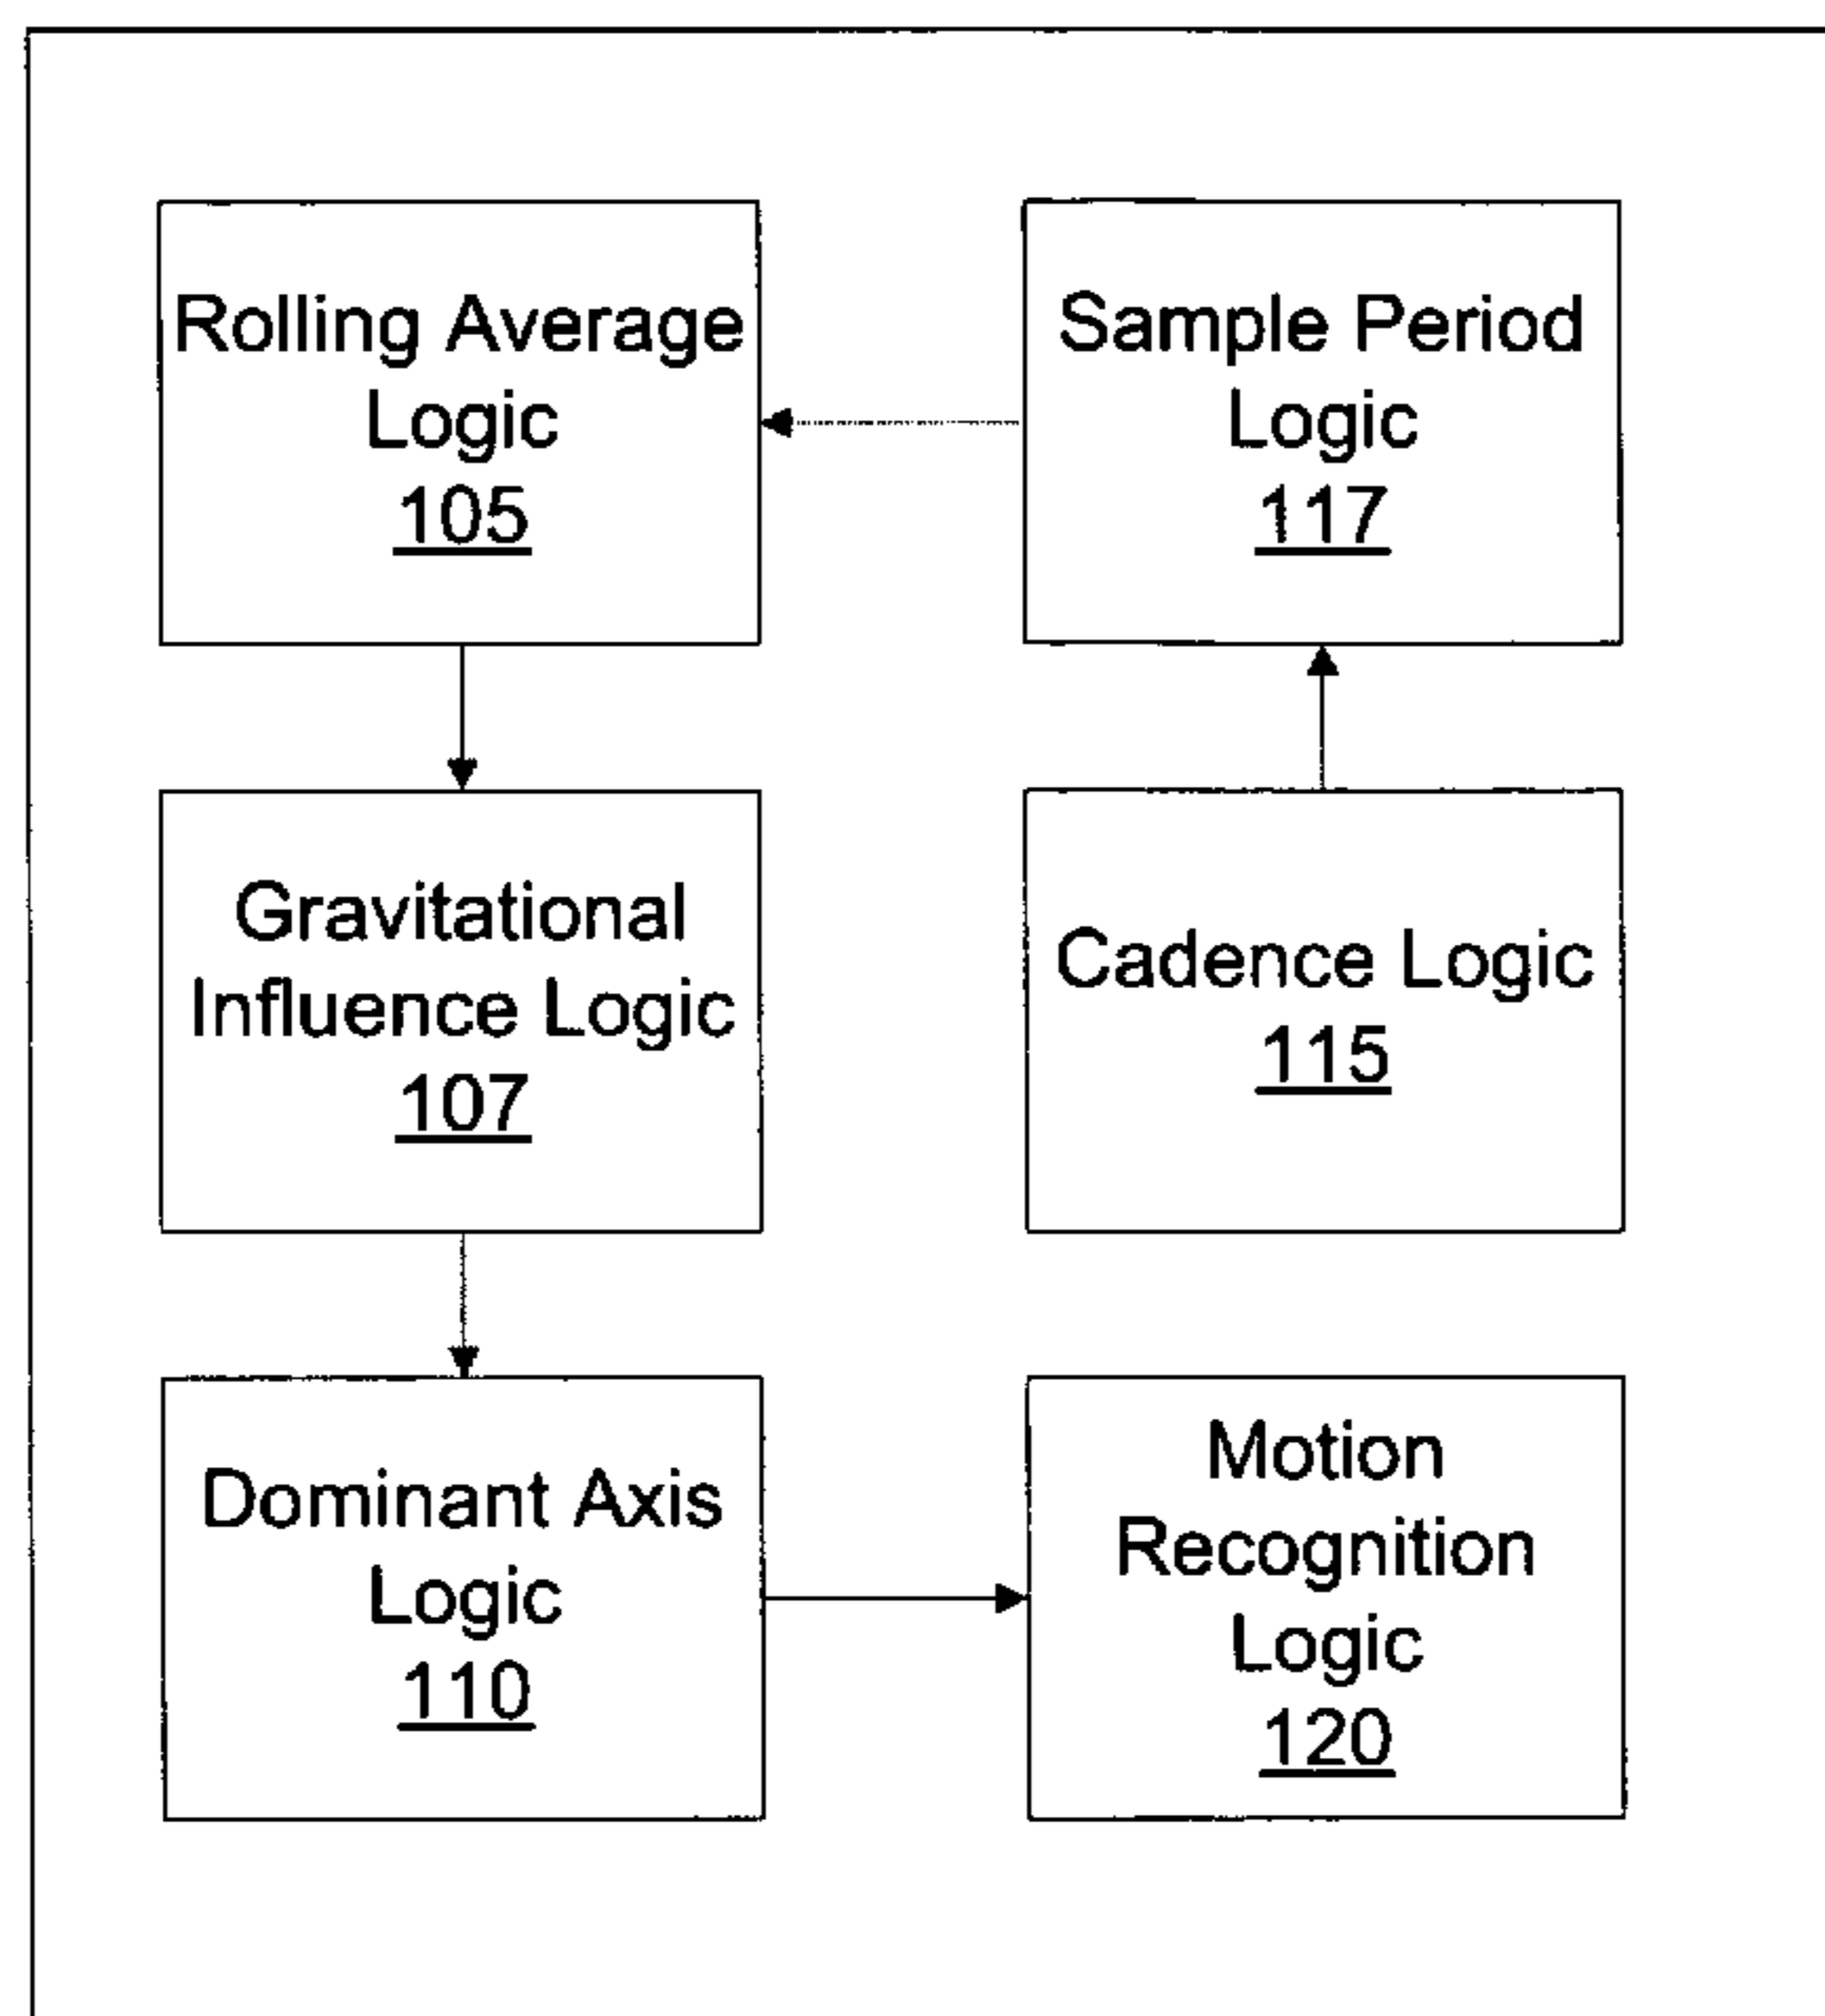 Rolling Average
Logic
105
Sample Period
Logic
117
Gravitational
Influence Logic
107
Cadence Logic
115
Dominant Axis
Logic
110
Motion
Recognition
Logic
120